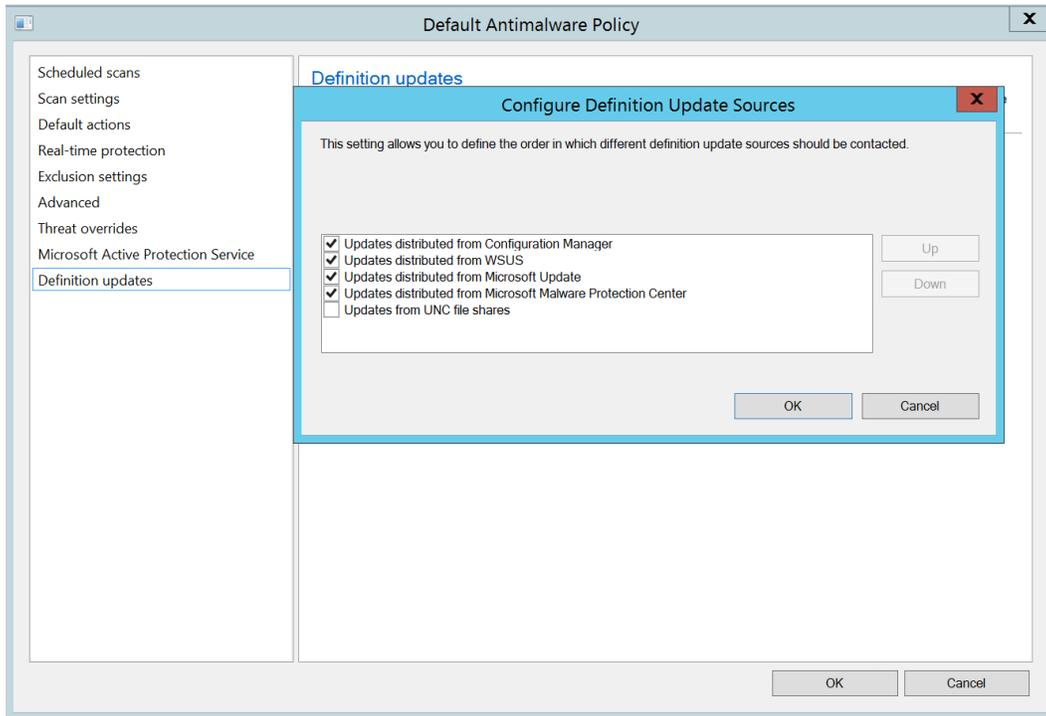 Default Antimalware Policy
X
Scheduled scans
Scan settings
Default actions
Real-time protection
Exclusion settings
Advanced
Threat overrides
Microsoft Active Protection Service
Definition updates
Definition updates
Configure Definition Update Sources
X
This setting allows you to define the order in which different definition update sources should be contacted.
Updates distributed from Configuration Manager
Updates distributed from WSUS
Updates distributed from Microsoft Update
Updates distributed from Microsoft Malware Protection Center
Updates from UNC file shares
Up
Down
OK
Cancel
OK
Cancel